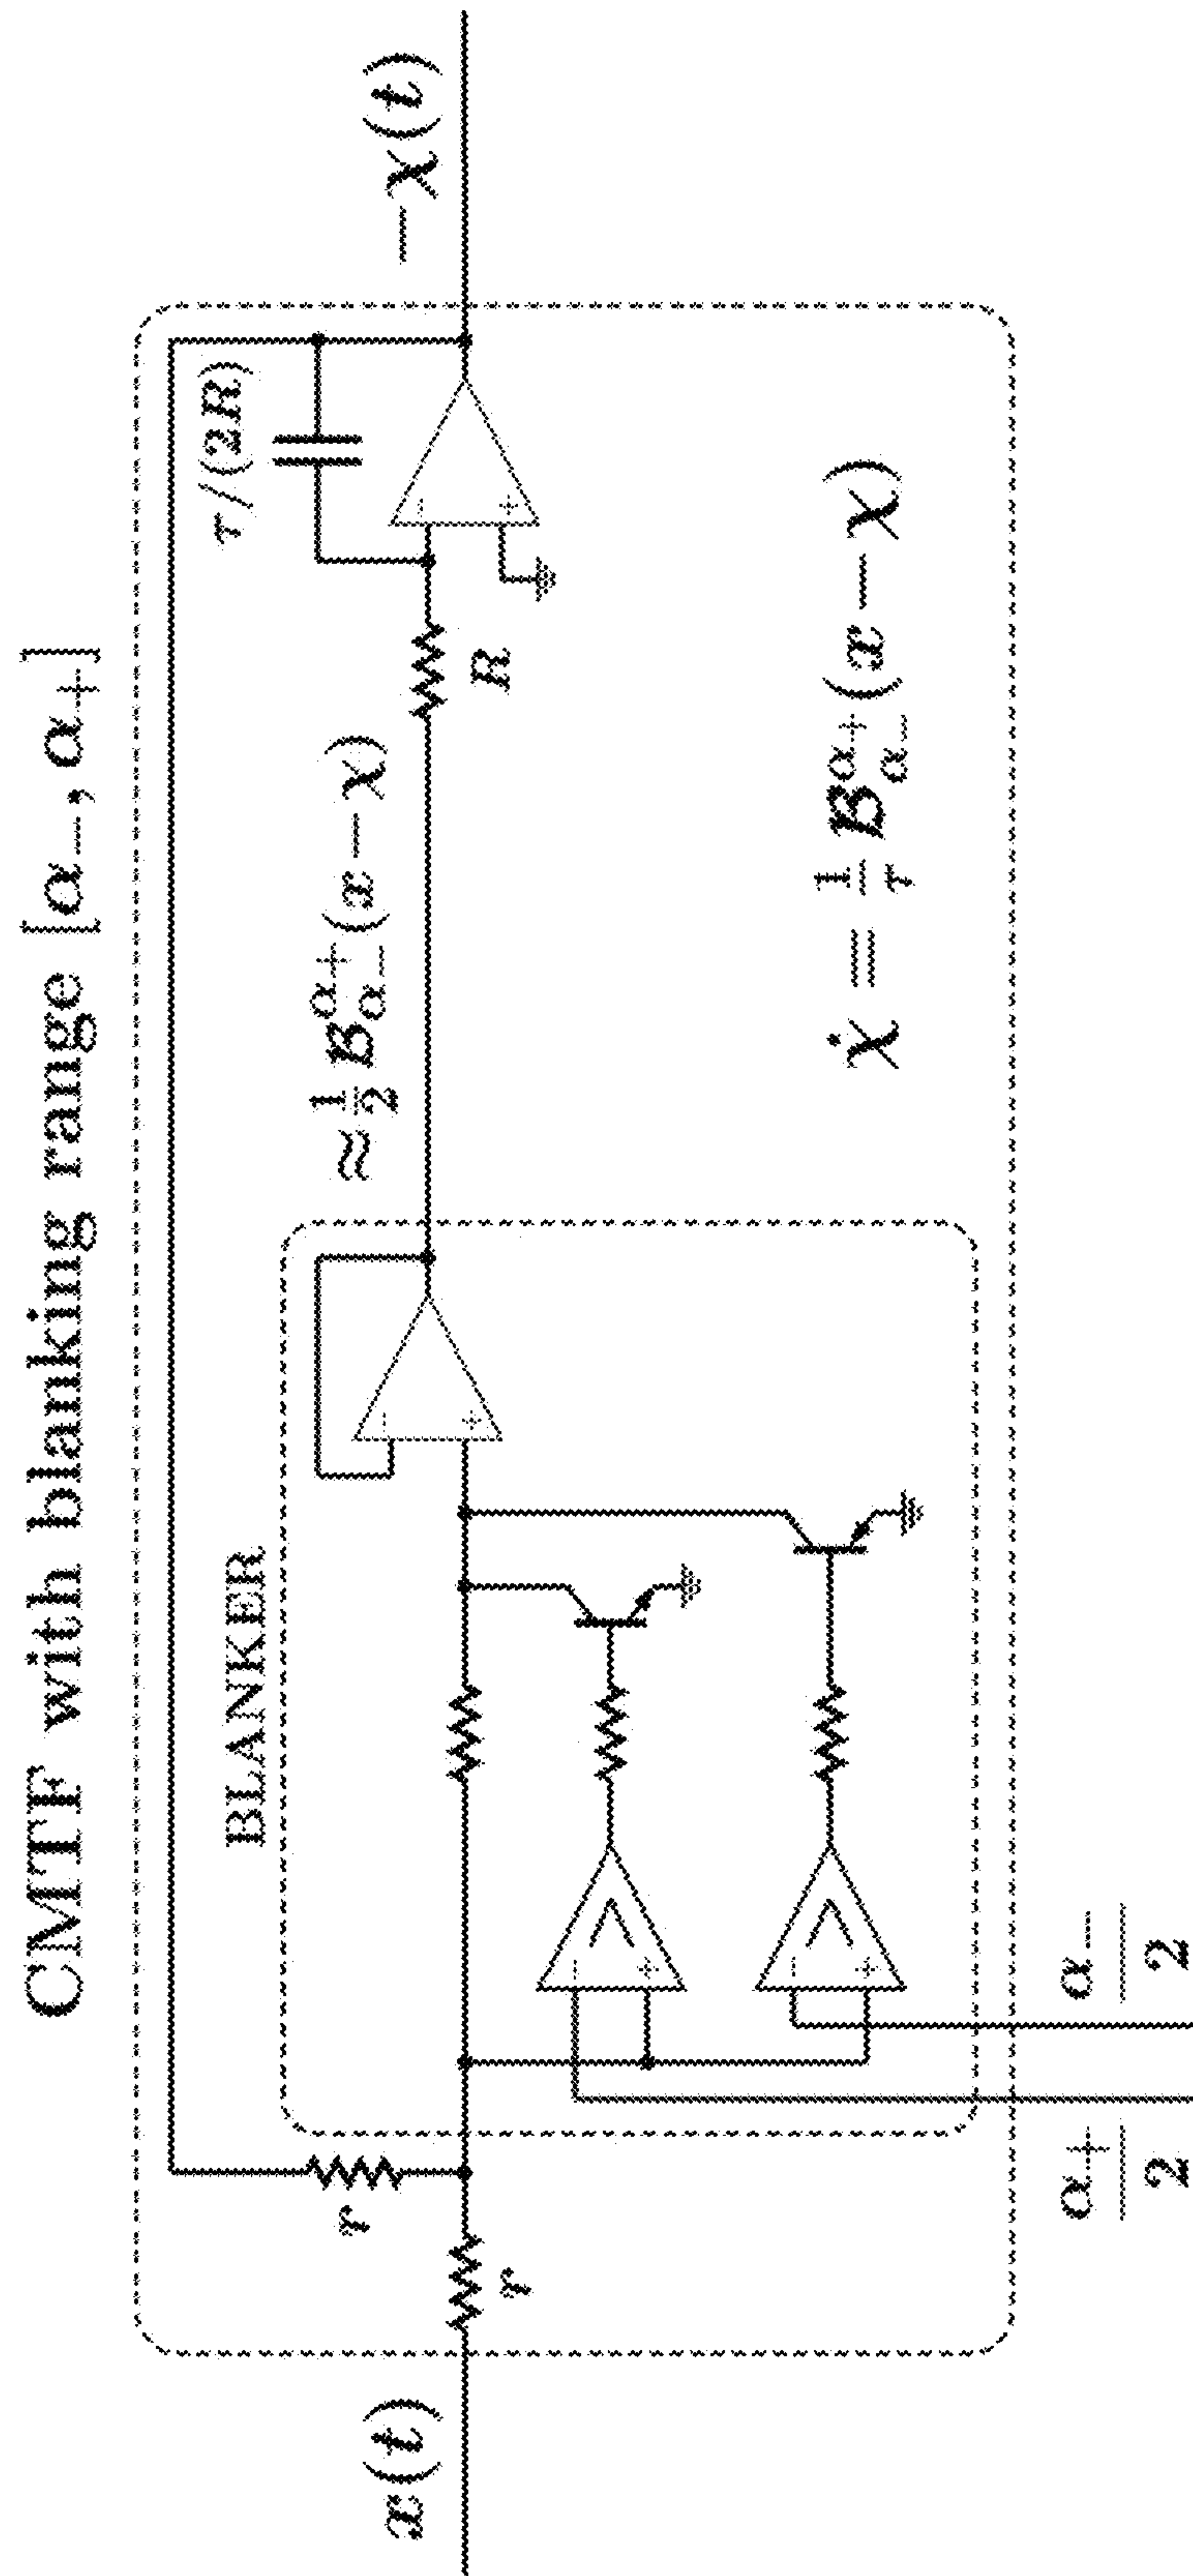 CMTF with blanking range [α₋, α₊]
BLANKER
x(t)
r
r
− +
− +
− +
≈ ½ 𝓑^{α₊}_{α₋}(x−χ)
R
τ/(2R)
− +
−χ(t)
χ̇ = 1/τ 𝓑^{α₊}_{α₋}(x−χ)
α₊/2
α₋/2